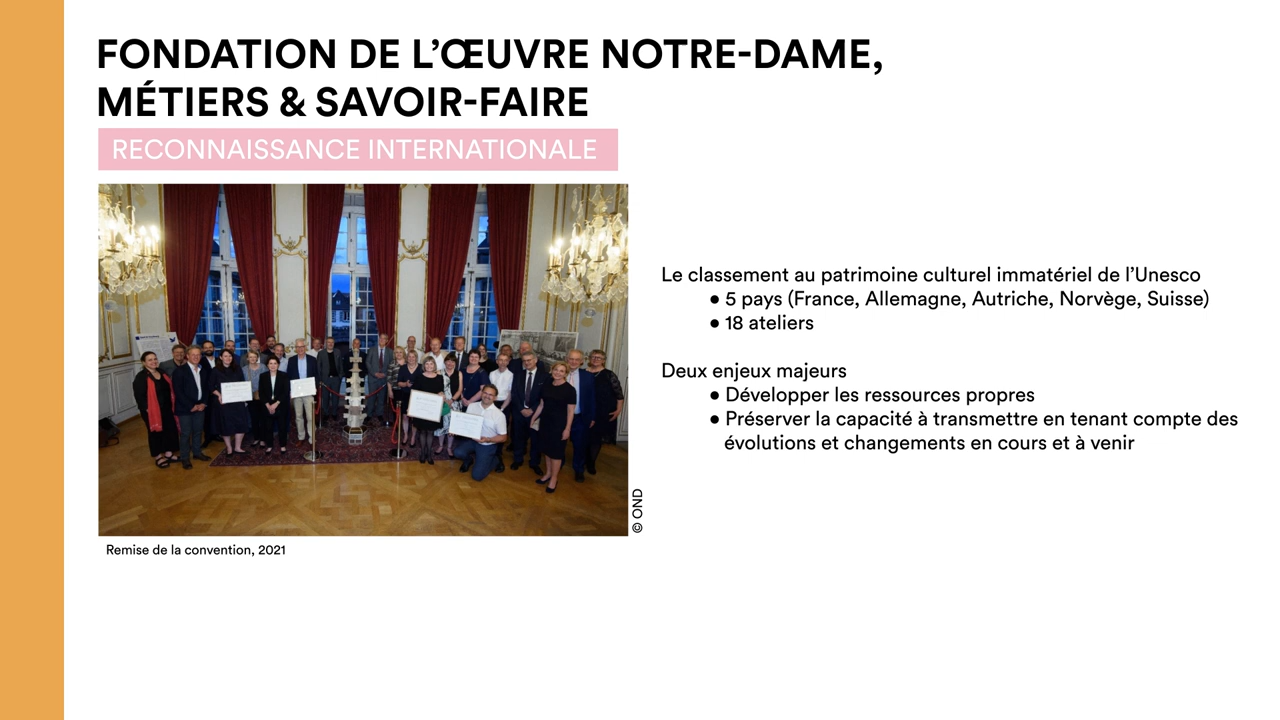 FONDATION DE L’ŒUVRE NOTRE-DAME,
MÉTIERS & SAVOIR-FAIRE
RECONNAISSANCE INTERNATIONALE
Le classement au patrimoine culturel immatériel de l’Unesco
● 5 pays (France, Allemagne, Autriche, Norvège, Suisse)
● 18 ateliers
Deux enjeux majeurs
● Développer les ressources propres
● Préserver la capacité à transmettre en tenant compte des
évolutions et changements en cours et à venir
© OND
Remise de la convention, 2021